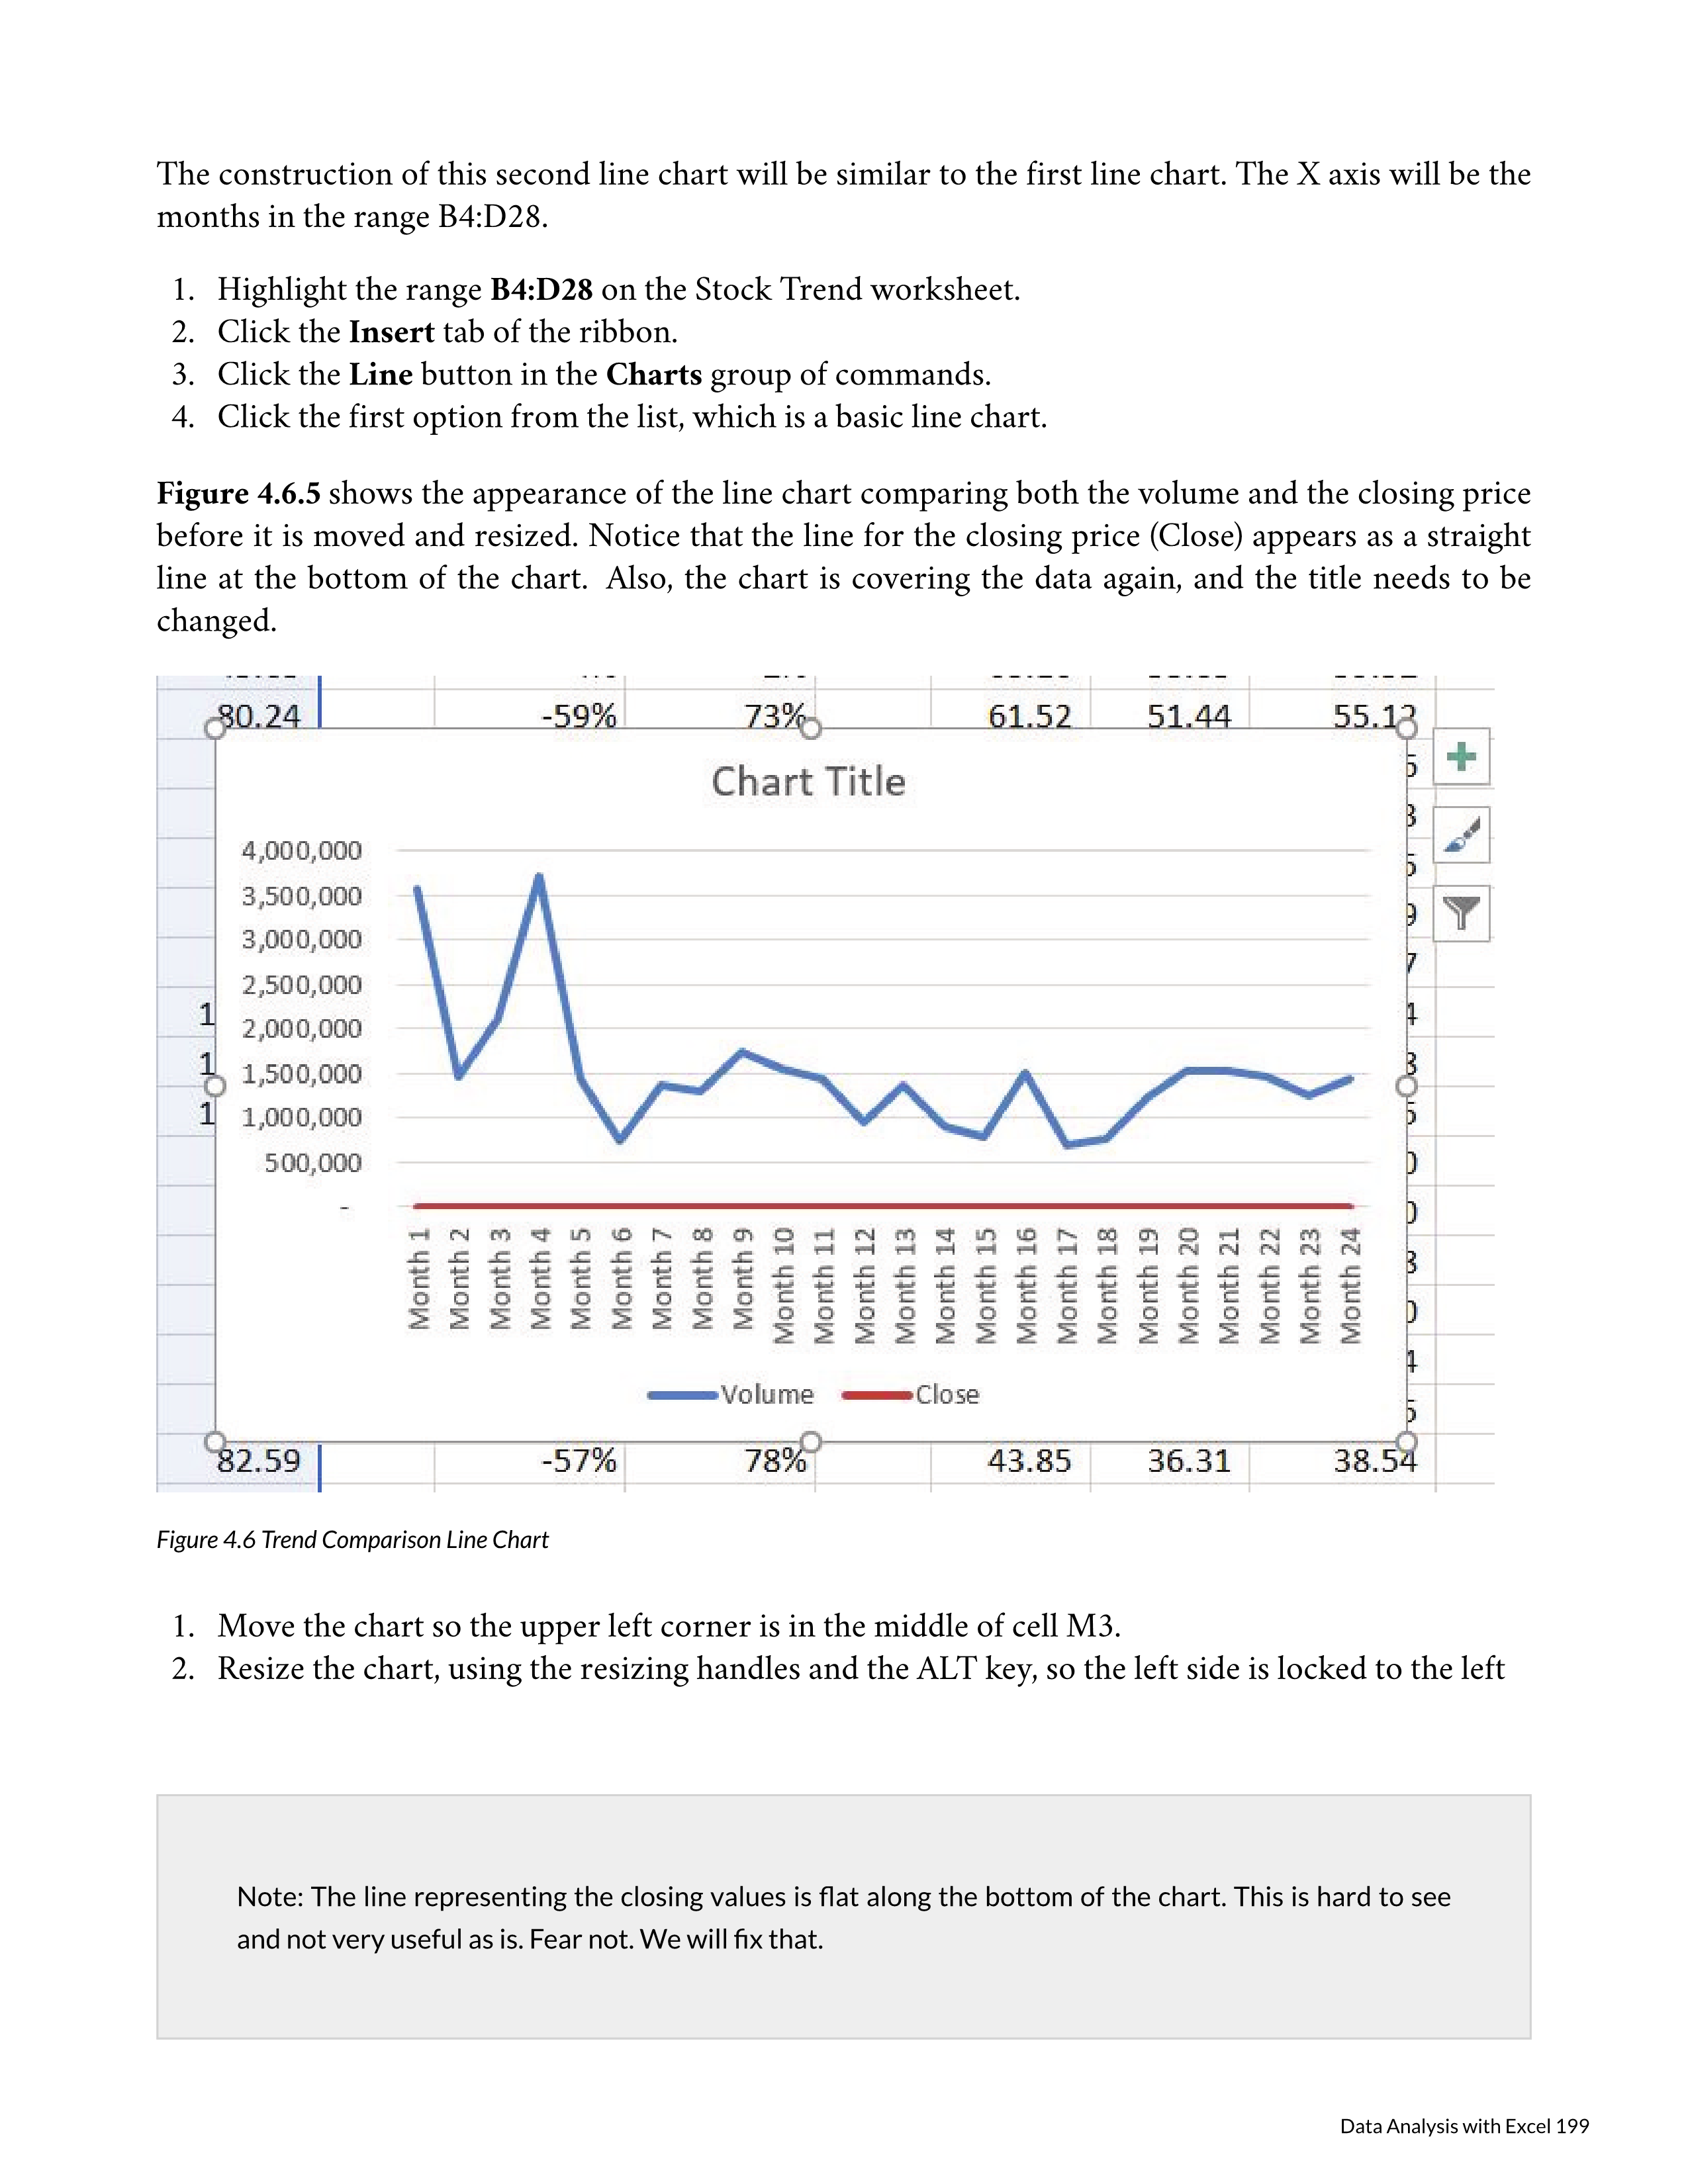 The construction of this second line chart will be similar to the first line chart. The X axis will be the
months in the range B4:D28.
1. Highlight the range B4:D28 on the Stock Trend worksheet.
2. Click the Insert tab of the ribbon.
3. Click the Line button in the Charts group of commands.
4. Click the first option from the list, which is a basic line chart.
Figure 4.6.5 shows the appearance of the line chart comparing both the volume and the closing price
before it is moved and resized. Notice that the line for the closing price (Close) appears as a straight
line at the bottom of the chart. Also, the chart is covering the data again, and the title needs to be
changed.
80.24 -59% 73% 61.52 51.44 55.12
Chart Title
4,000,000
3,500,000
3,000,000
2,500,000
2,000,000
1,500,000
1,000,000
500,000
-
Month 1
Month 2
Month 3
Month 4
Month 5
Month 6
Month 7
Month 8
Month 9
Month 10
Month 11
Month 12
Month 13
Month 14
Month 15
Month 16
Month 17
Month 18
Month 19
Month 20
Month 21
Month 22
Month 23
Month 24
Volume Close
82.59 -57% 78% 43.85 36.31 38.54
Figure 4.6 Trend Comparison Line Chart
1. Move the chart so the upper left corner is in the middle of cell M3.
2. Resize the chart, using the resizing handles and the ALT key, so the left side is locked to the left
Note: The line representing the closing values is flat along the bottom of the chart. This is hard to see
and not very useful as is. Fear not. We will fix that.
Data Analysis with Excel 199